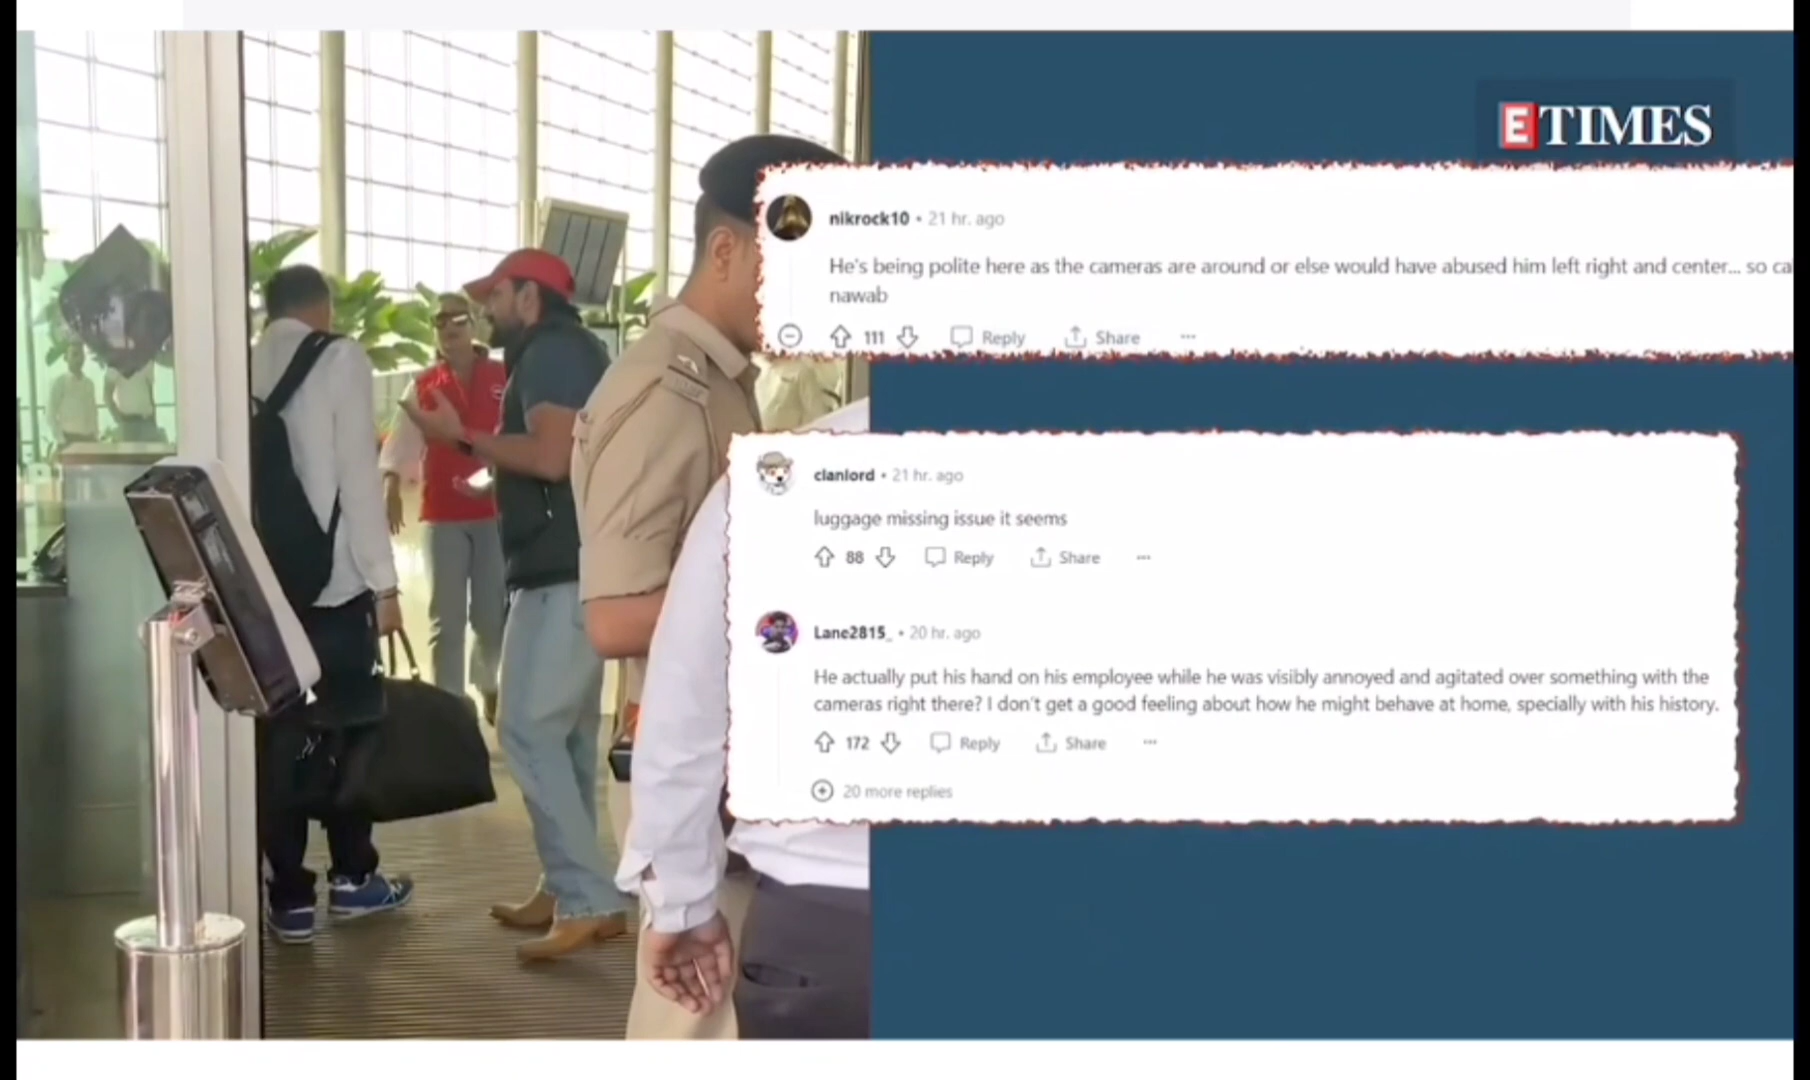 ETIMES
nikrock10 • 21 hr. ago
He's being polite here as the cameras are around or else would have abused him left right and center... so
nawab
111 Reply Share ...
clanlord • 21 hr. ago
luggage missing issue it seems
88 Reply Share ...
Lane2815_ • 20 hr. ago
He actually put his hand on his employee while he was visibly annoyed and agitated over something with the
cameras right there? I don't get a good feeling about how he might behave at home, specially with his history.
172 Reply Share ...
20 more replies